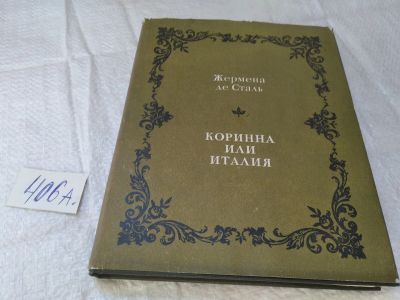 Жермена
де Сталь
КОРИННА
ИЛИ
ИТАЛИЯ
406А.